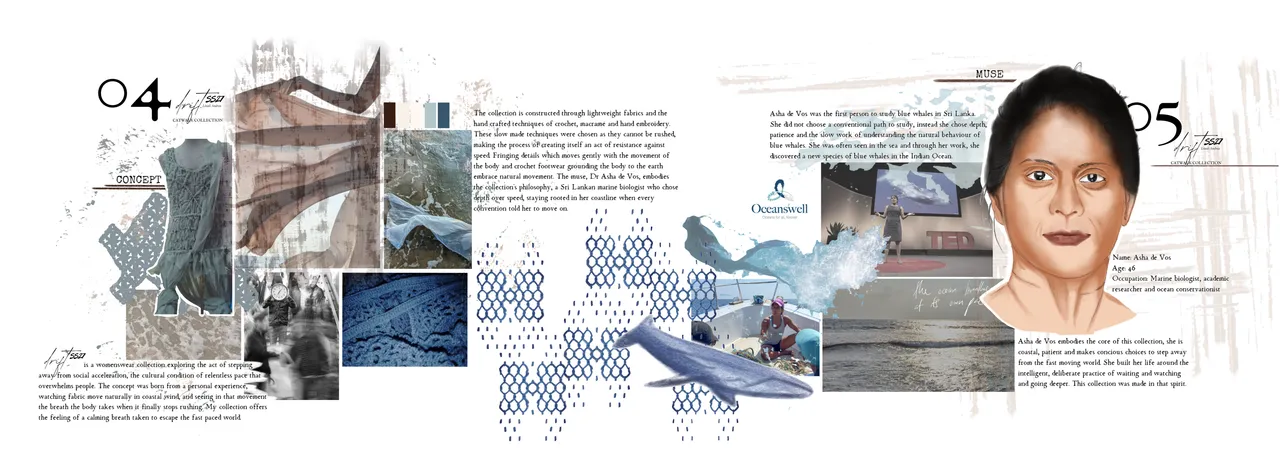 04
drift SS27
CATWALK COLLECTION
CONCEPT
drift SS27 is a womenswear collection exploring the act of stepping
away from social acceleration, the cultural condition of relentless pace that
overwhelms people. The concept was born from a personal experience,
watching fabric move naturally in coastal wind, and seeing in that movement
the breath the body takes when it finally stops rushing. My collection offers
the feeling of a calming breath taken to escape the fast paced world.
The collection is constructed through lightweight fabrics and the
hand crafted techniques of crochet, macrame and hand embroidery.
These slow made techniques were chosen as they cannot be rushed,
making the process of creating itself an act of resistance against
speed. Fringing details which moves gently with the movement of
the body and crochet footwear grounding the body to the earth
embrace natural movement. The muse, Dr Asha de Vos, embodies
the collection's philosophy, a Sri Lankan marine biologist who chose
depth over speed, staying rooted in her coastline when every
convention told her to move on.
MUSE
05
drift SS27
CATWALK COLLECTION
Asha de Vos was the first person to study blue whales in Sri Lanka.
She did not choose a conventional path to study, instead she chose depth,
patience and the slow work of understanding the natural behaviour of
blue whales. She was often seen in the sea and through her work, she
discovered a new species of blue whales in the Indian Ocean.
Oceanswell
TED
the ocean
it's own
Name: Asha de Vos
Age: 46
Occupation: Marine biologist, academic
researcher and ocean conservationist
Asha de Vos embodies the core of this collection, she is
coastal, patient and makes concious choices to step away
from the fast moving world. She built her life around the
intelligent, deliberate practice of waiting and watching
and going deeper. This collection was made in that spirit.